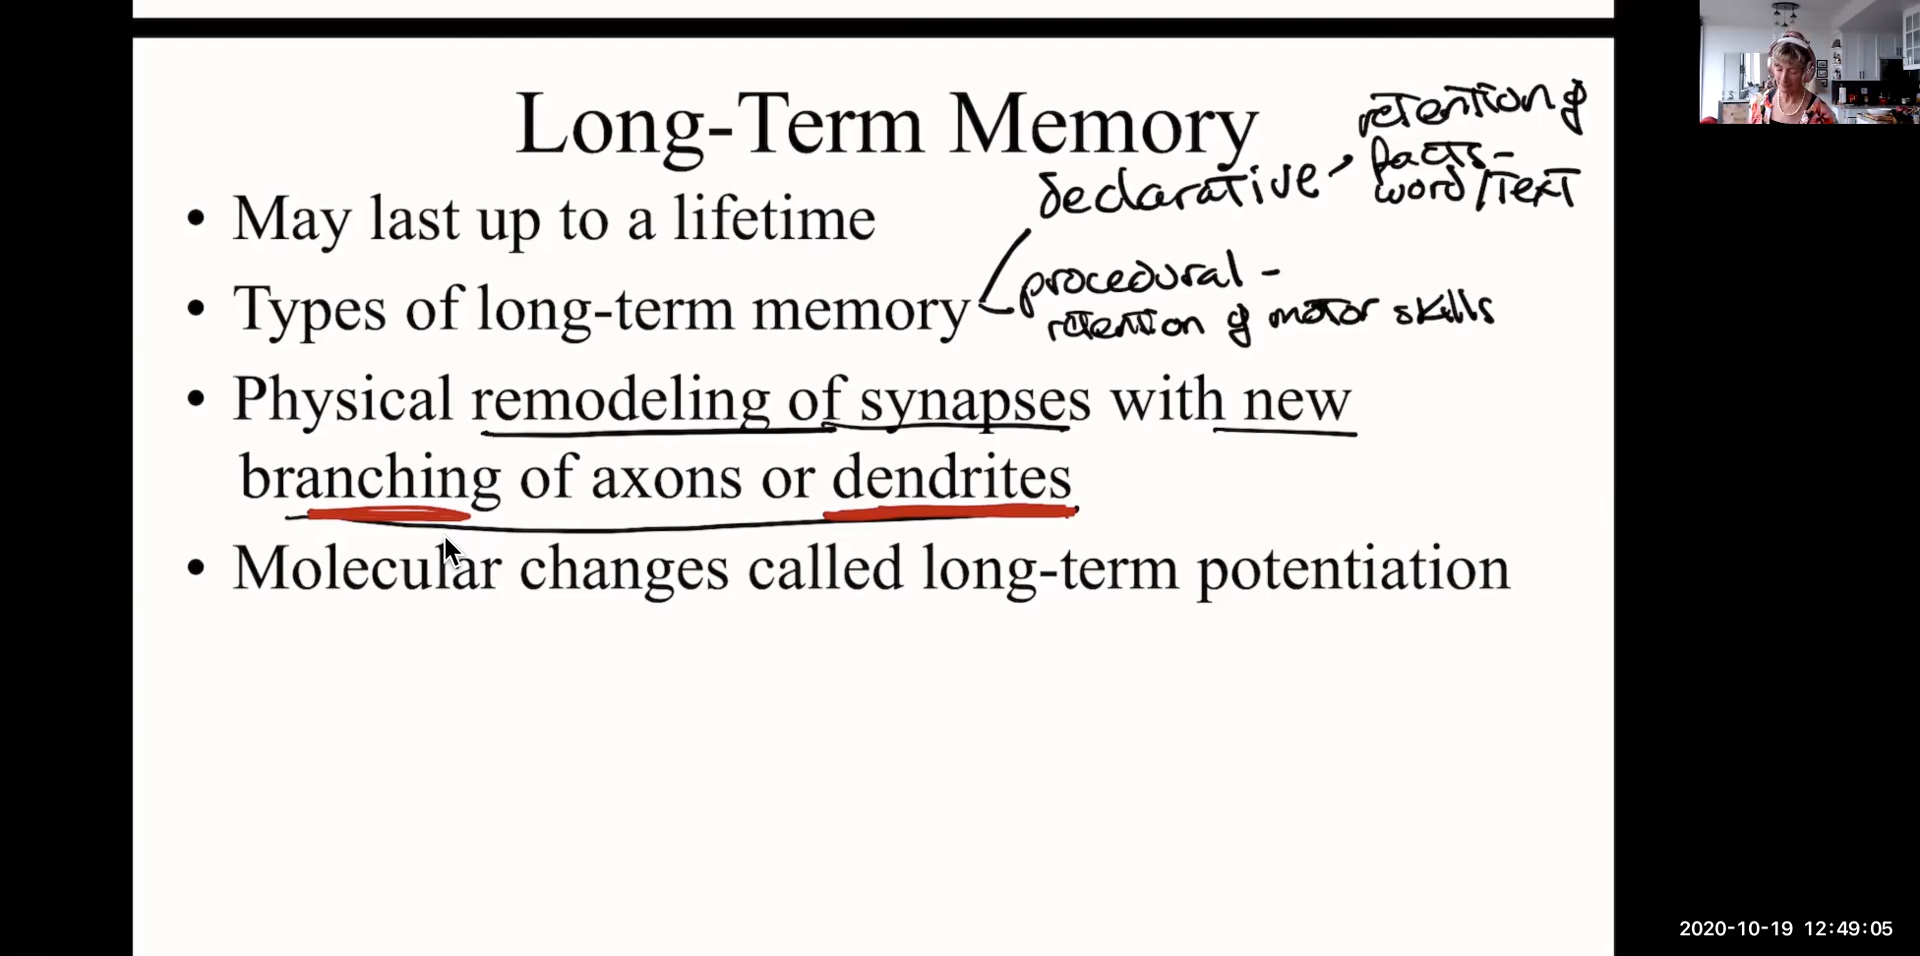 Long-Term Memory
retention of
facts-
word/text
declarative -
• May last up to a lifetime
procedural -
• Types of long-term memory
retention of motor skills
• Physical remodeling of synapses with new
branching of axons or dendrites
• Molecular changes called long-term potentiation
2020-10-19 12:49:05